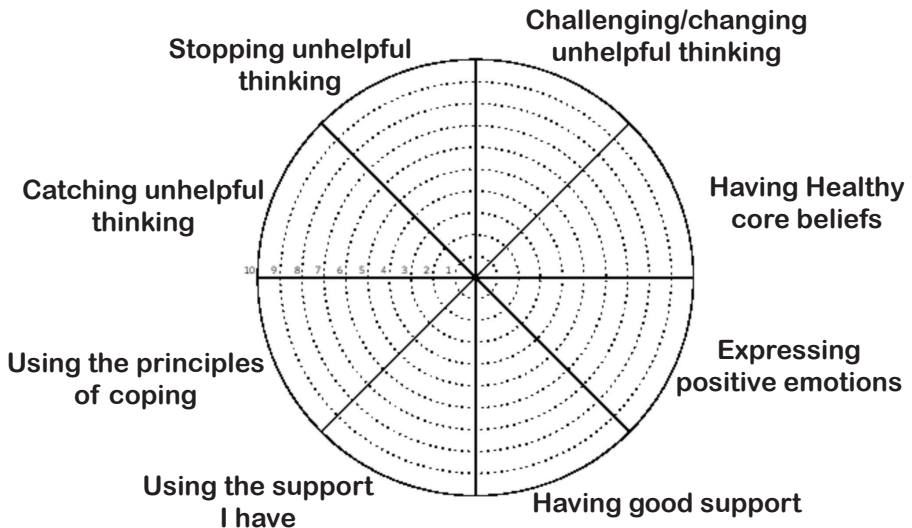 Challenging/changing
unhelpful thinking
Stopping unhelpful
thinking
Catching unhelpful
thinking
Having Healthy
core beliefs
10 9 8 7 6 5 4 3 2 1
Using the principles
of coping
Expressing
positive emotions
Using the support
I have
Having good support